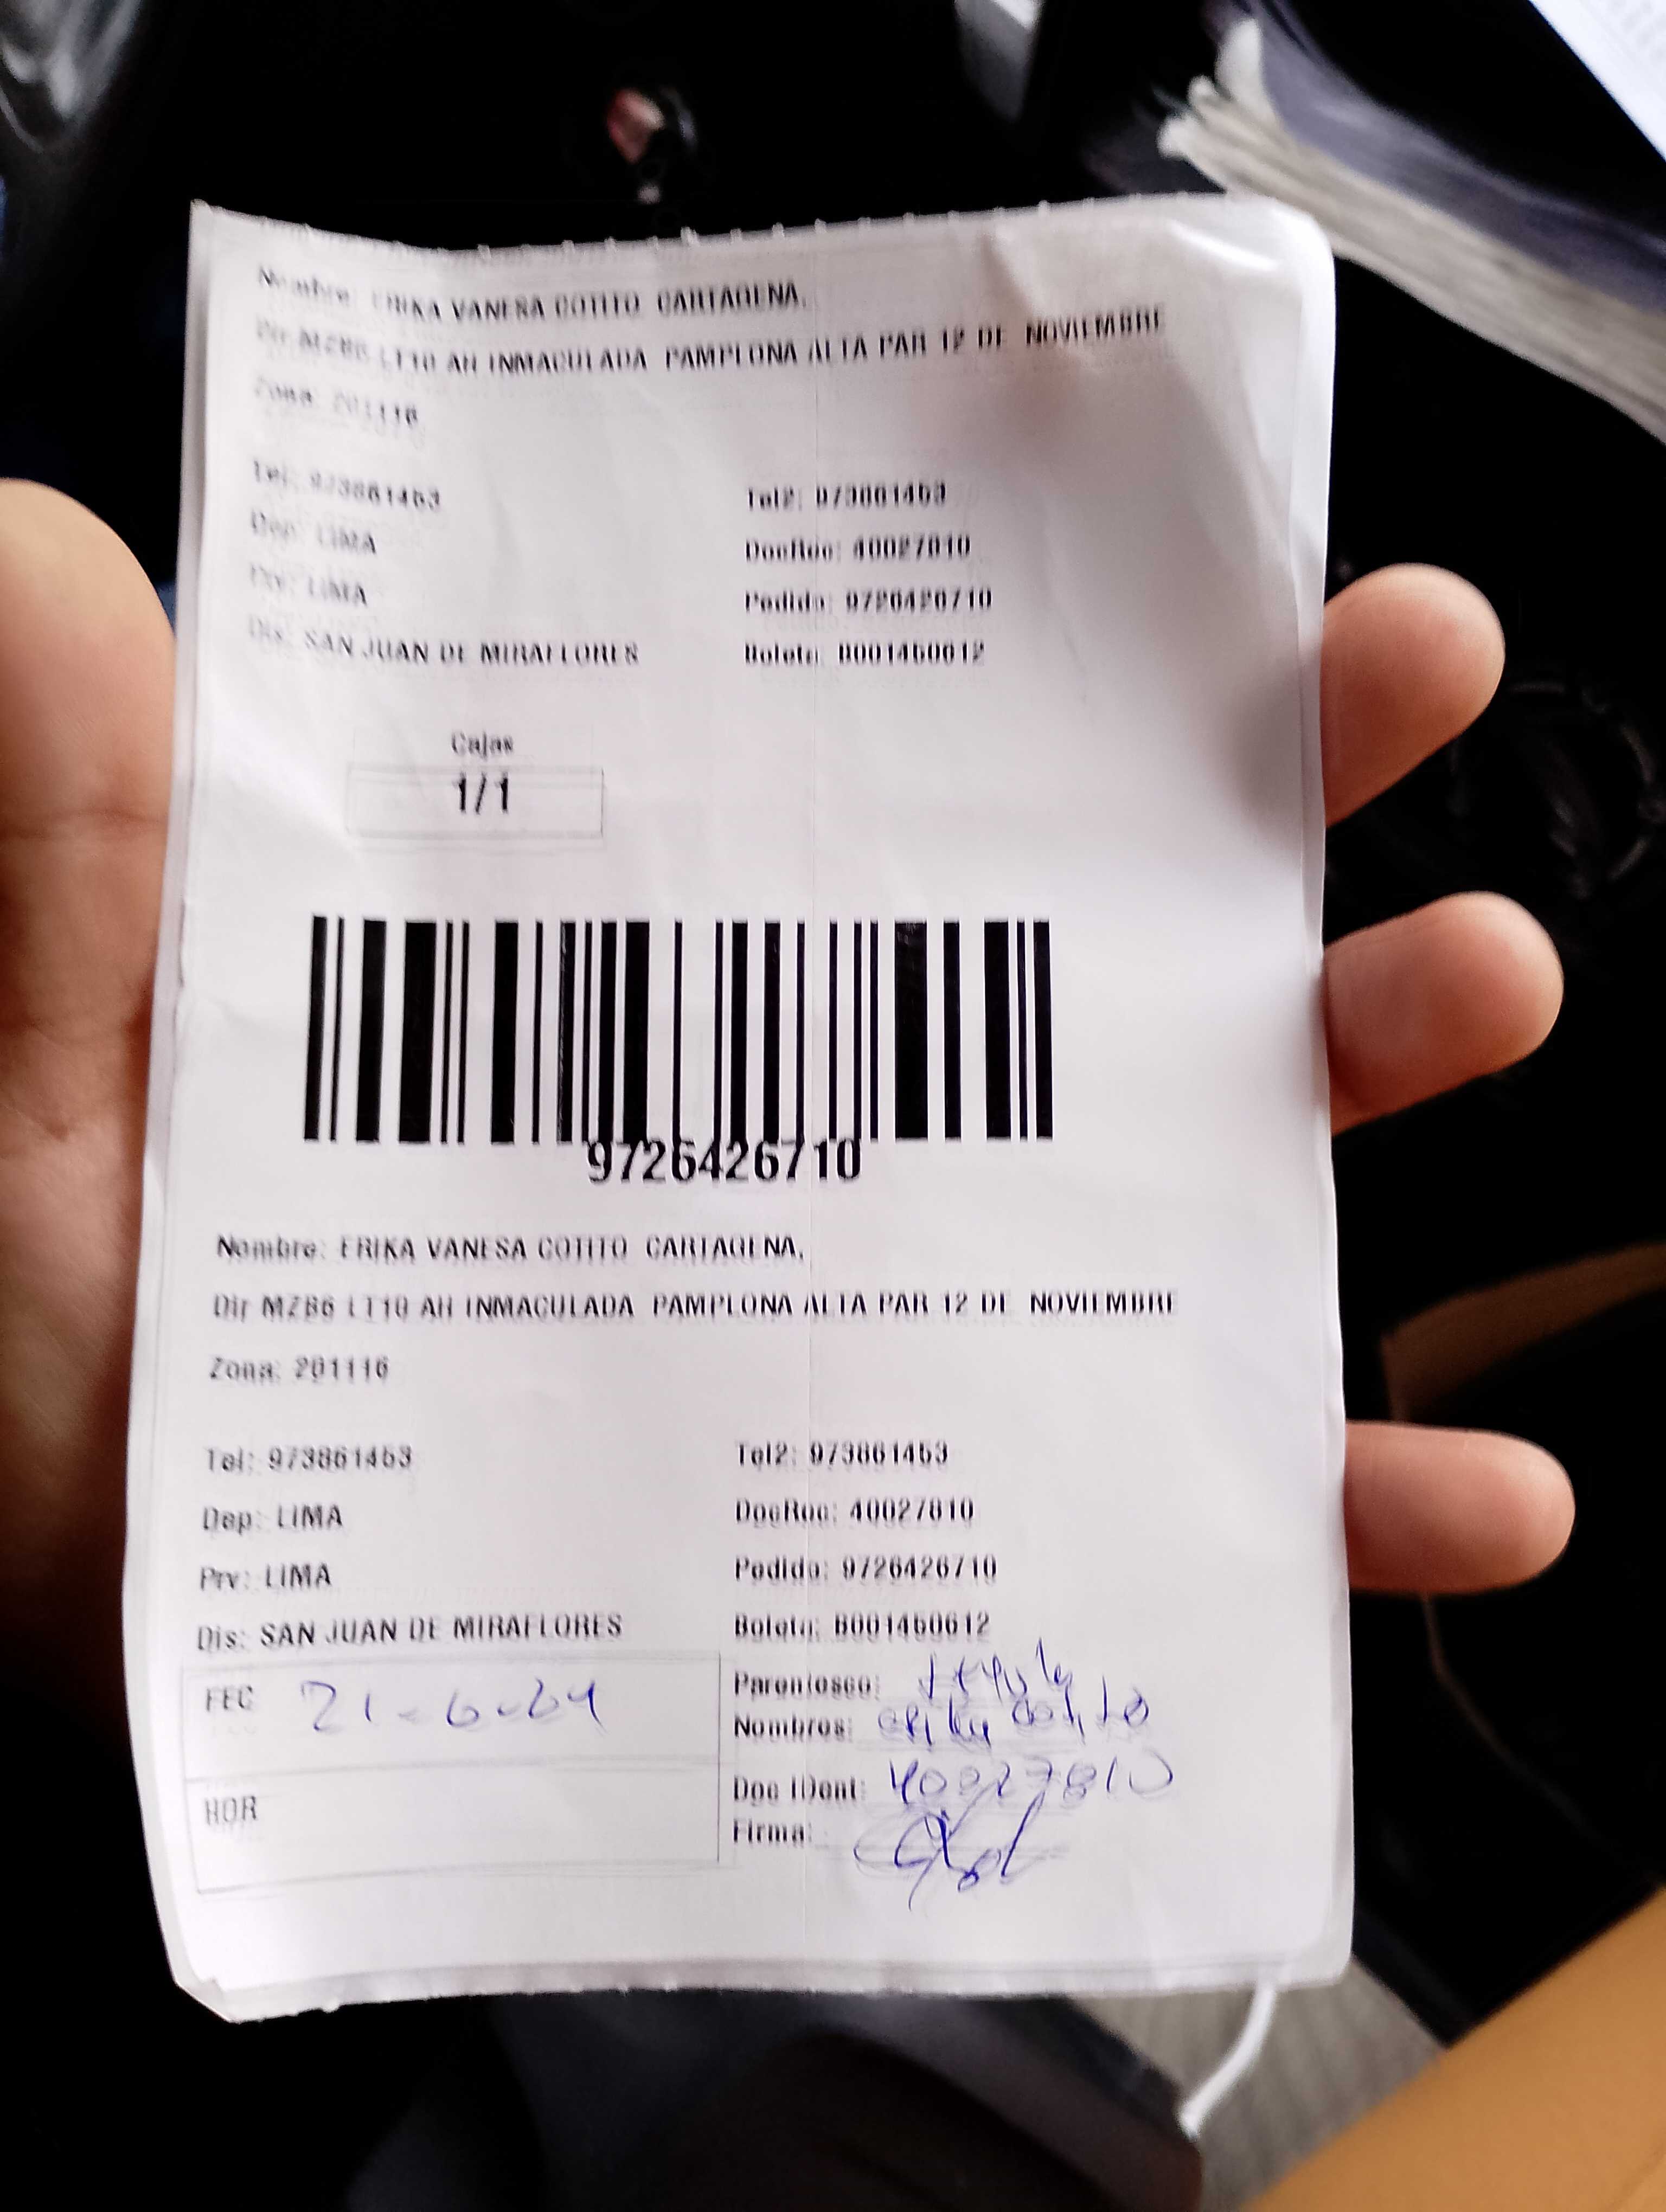 Nombre: ERIKA VANESA COTITO CARTAGENA.
Dir MZB6 LT10 AH INMACULADA PAMPLONA ALTA PAR 12 DE NOVIEMBRE
Zona: 201116
Tel: 973861453 Tel2: 973861453
Dep: LIMA DocRec: 40027810
Prv: LIMA Pedido: 9726426710
Dis: SAN JUAN DE MIRAFLORES Boleta: B001450612
Cajas
1/1
9726426710
Nombre: ERIKA VANESA COTITO CARTAGENA.
Dir MZB6 LT10 AH INMACULADA PAMPLONA ALTA PAR 12 DE NOVIEMBRE
Zona: 201116
Tel: 973861453 Tel2: 973861453
Dep: LIMA DocRec: 40027810
Prv: LIMA Pedido: 9726426710
Dis: SAN JUAN DE MIRAFLORES Boleta: B001450612
FEC 21-6-24 Parentesco:
Nombres: erika cotito
HOR Doc IDent: 40027810
Firma: